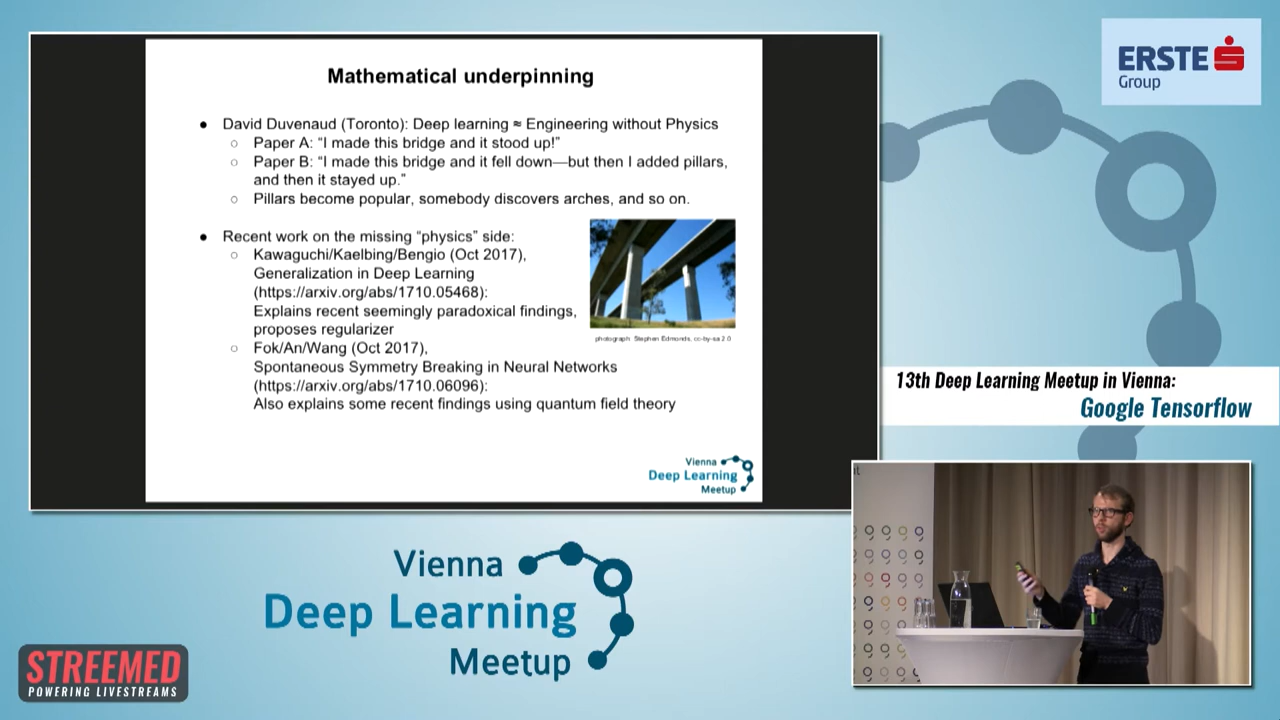 Mathematical underpinning
● David Duvenaud (Toronto): Deep learning ≈ Engineering without Physics
○ Paper A: “I made this bridge and it stood up!”
○ Paper B: “I made this bridge and it fell down—but then I added pillars,
and then it stayed up.”
○ Pillars become popular, somebody discovers arches, and so on.
● Recent work on the missing “physics” side:
○ Kawaguchi/Kaelbing/Bengio (Oct 2017),
Generalization in Deep Learning
(https://arxiv.org/abs/1710.05468):
Explains recent seemingly paradoxical findings,
proposes regularizer
○ Fok/An/Wang (Oct 2017),
Spontaneous Symmetry Breaking in Neural Networks
(https://arxiv.org/abs/1710.06096):
Also explains some recent findings using quantum field theory
photograph: Stephen Edmonds, cc-by-sa 2.0
Vienna
Deep Learning
Meetup
ERSTE
Group
13th Deep Learning Meetup in Vienna:
Google Tensorflow
it
Vienna
Deep Learning
Meetup
STREEMED
POWERING LIVESTREAMS